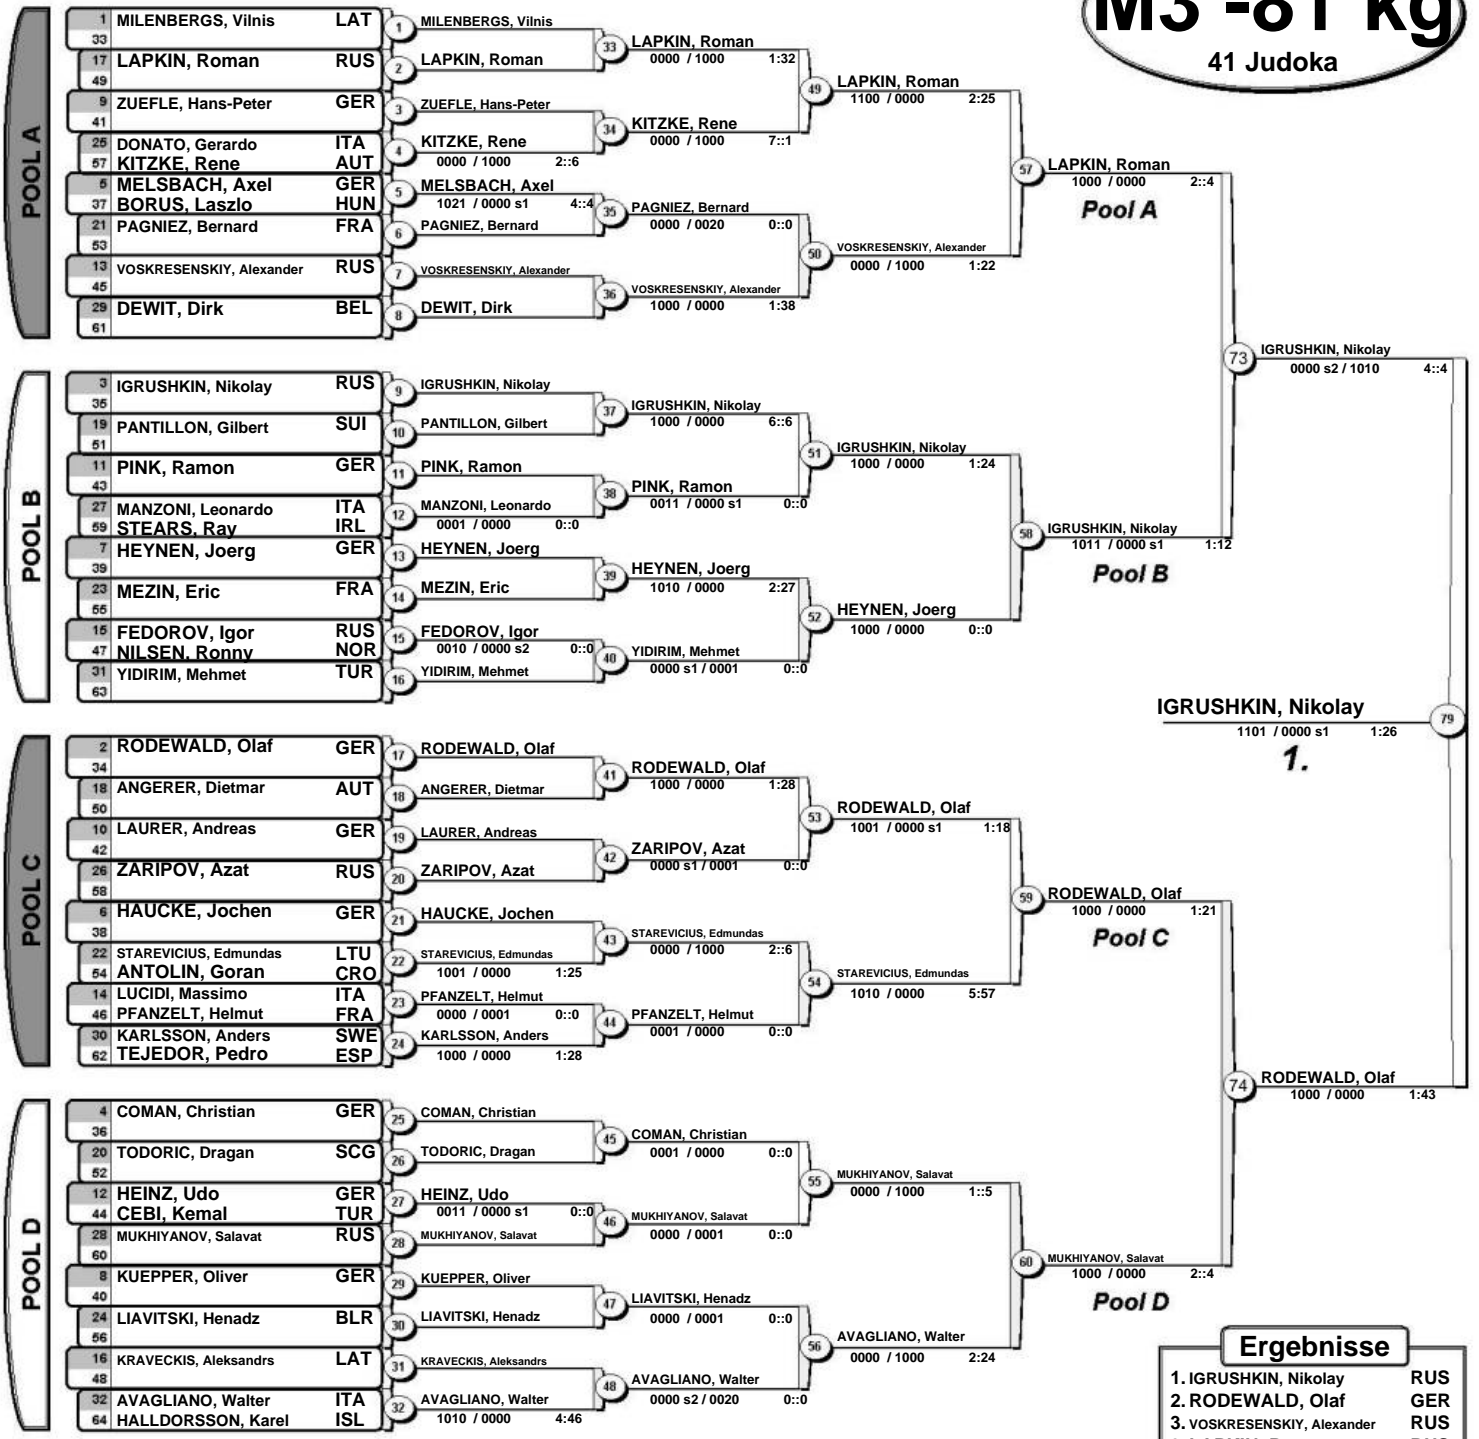 M3 -81 kg
41 Judoka
POOL A
1 MILENBERGS, Vilnis LAT
33
17 LAPKIN, Roman RUS
49
9 ZUEFLE, Hans-Peter GER
41
25 DONATO, Gerardo ITA
57 KITZKE, Rene AUT
5 MELSBACH, Axel GER
37 BORUS, Laszlo HUN
21 PAGNIEZ, Bernard FRA
53
13 VOSKRESENSKIY, Alexander RUS
45
29 DEWIT, Dirk BEL
61
1 MILENBERGS, Vilnis
2 LAPKIN, Roman
3 ZUEFLE, Hans-Peter
4 KITZKE, Rene
0000 / 1000 2::6
5 MELSBACH, Axel
1021 / 0000 s1 4::4
6 PAGNIEZ, Bernard
7 VOSKRESENSKIY, Alexander
8 DEWIT, Dirk
33 LAPKIN, Roman
0000 / 1000 1:32
34 KITZKE, Rene
0000 / 1000 7::1
35 PAGNIEZ, Bernard
0000 / 0020 0::0
36 VOSKRESENSKIY, Alexander
1000 / 0000 1:38
49 LAPKIN, Roman
1100 / 0000 2:25
50 VOSKRESENSKIY, Alexander
0000 / 1000 1:22
57 LAPKIN, Roman
1000 / 0000 2::4
Pool A
POOL B
3 IGRUSHKIN, Nikolay RUS
35
19 PANTILLON, Gilbert SUI
51
11 PINK, Ramon GER
43
27 MANZONI, Leonardo ITA
59 STEARS, Ray IRL
7 HEYNEN, Joerg GER
39
23 MEZIN, Eric FRA
55
15 FEDOROV, Igor RUS
47 NILSEN, Ronny NOR
31 YIDIRIM, Mehmet TUR
63
9 IGRUSHKIN, Nikolay
10 PANTILLON, Gilbert
11 PINK, Ramon
12 MANZONI, Leonardo
0001 / 0000 0::0
13 HEYNEN, Joerg
14 MEZIN, Eric
15 FEDOROV, Igor
0010 / 0000 s2 0::0
16 YIDIRIM, Mehmet
37 IGRUSHKIN, Nikolay
1000 / 0000 6::6
38 PINK, Ramon
0011 / 0000 s1 0::0
39 HEYNEN, Joerg
1010 / 0000 2:27
40 YIDIRIM, Mehmet
0000 s1 / 0001 0::0
51 IGRUSHKIN, Nikolay
1000 / 0000 1:24
52 HEYNEN, Joerg
1000 / 0000 0::0
58 IGRUSHKIN, Nikolay
1011 / 0000 s1 1:12
Pool B
73 IGRUSHKIN, Nikolay
0000 s2 / 1010 4::4
IGRUSHKIN, Nikolay 79
1101 / 0000 s1 1:26
1.
POOL C
2 RODEWALD, Olaf GER
34
18 ANGERER, Dietmar AUT
50
10 LAURER, Andreas GER
42
26 ZARIPOV, Azat RUS
58
6 HAUCKE, Jochen GER
38
22 STAREVICIUS, Edmundas LTU
54 ANTOLIN, Goran CRO
14 LUCIDI, Massimo ITA
46 PFANZELT, Helmut FRA
30 KARLSSON, Anders SWE
62 TEJEDOR, Pedro ESP
17 RODEWALD, Olaf
18 ANGERER, Dietmar
19 LAURER, Andreas
20 ZARIPOV, Azat
21 HAUCKE, Jochen
22 STAREVICIUS, Edmundas
1001 / 0000 1:25
23 PFANZELT, Helmut
0000 / 0001 0::0
24 KARLSSON, Anders
1000 / 0000 1:28
41 RODEWALD, Olaf
1000 / 0000 1:28
42 ZARIPOV, Azat
0000 s1 / 0001 0::0
43 STAREVICIUS, Edmundas
0000 / 1000 2::6
44 PFANZELT, Helmut
0001 / 0000 0::0
53 RODEWALD, Olaf
1001 / 0000 s1 1:18
54 STAREVICIUS, Edmundas
1010 / 0000 5:57
59 RODEWALD, Olaf
1000 / 0000 1:21
Pool C
POOL D
4 COMAN, Christian GER
36
20 TODORIC, Dragan SCG
52
12 HEINZ, Udo GER
44 CEBI, Kemal TUR
28 MUKHIYANOV, Salavat RUS
60
8 KUEPPER, Oliver GER
40
24 LIAVITSKI, Henadz BLR
56
16 KRAVECKIS, Aleksandrs LAT
48
32 AVAGLIANO, Walter ITA
64 HALLDORSSON, Karel ISL
25 COMAN, Christian
26 TODORIC, Dragan
27 HEINZ, Udo
0011 / 0000 s1 0::0
28 MUKHIYANOV, Salavat
29 KUEPPER, Oliver
30 LIAVITSKI, Henadz
31 KRAVECKIS, Aleksandrs
32 AVAGLIANO, Walter
1010 / 0000 4:46
45 COMAN, Christian
0001 / 0000 0::0
46 MUKHIYANOV, Salavat
0000 / 0001 0::0
47 LIAVITSKI, Henadz
0000 / 0001 0::0
48 AVAGLIANO, Walter
0000 s2 / 0020 0::0
55 MUKHIYANOV, Salavat
0000 / 1000 1::5
56 AVAGLIANO, Walter
0000 / 1000 2:24
60 MUKHIYANOV, Salavat
1000 / 0000 2::4
Pool D
74 RODEWALD, Olaf
1000 / 0000 1:43
Ergebnisse
1. IGRUSHKIN, Nikolay RUS
2. RODEWALD, Olaf GER
3. VOSKRESENSKIY, Alexander RUS